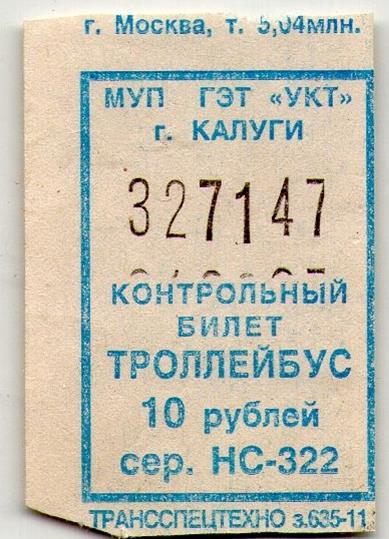 г. Москва, т. 5,04млн.
МУП ГЭТ «УКТ»
г. КАЛУГИ
327147
КОНТРОЛЬНЫЙ
БИЛЕТ
ТРОЛЛЕЙБУС
10 рублей
сер. НС-322
ТРАНССПЕЦТЕХНО з.635-11